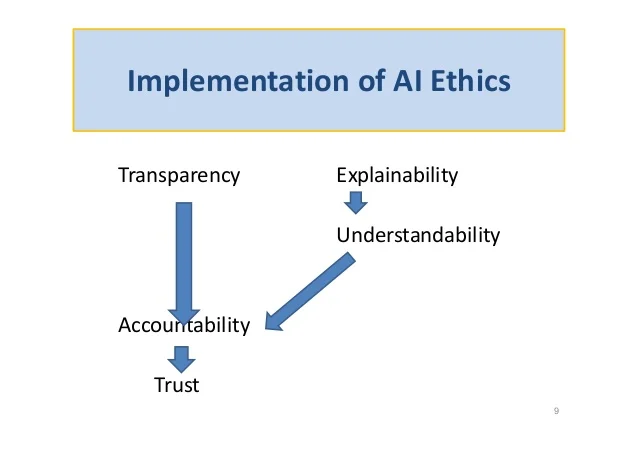 Implementation of AI Ethics
Transparency
Explainability
Understandability
Accountability
Trust
9